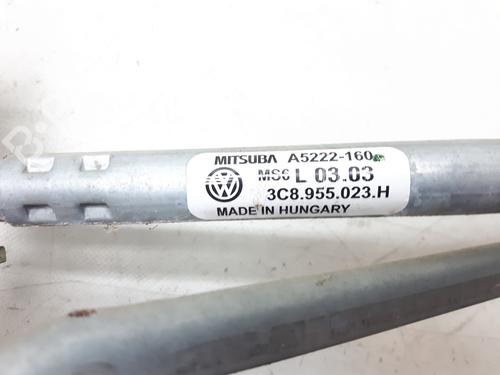 MITSUBA A5222-160
MS6 L 03.03
3C8.955.023.H
MADE IN HUNGARY